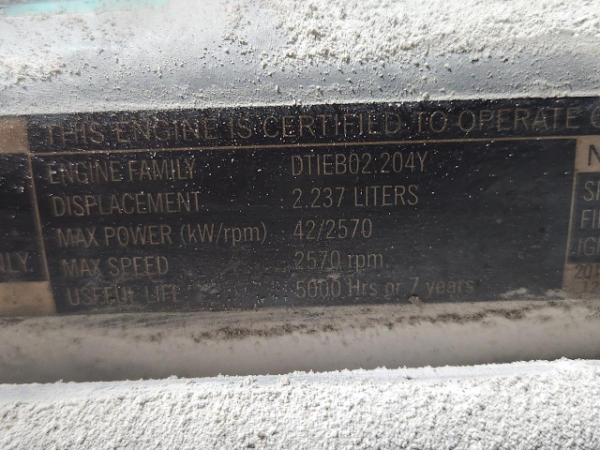 THIS ENGINE IS CERTIFIED TO OPERATE
ENGINE FAMILY DTIEB02.204Y
DISPLACEMENT 2.237 LITERS
MAX POWER (kW/rpm) 42/2570
MAX SPEED 2570 rpm
USEFUL LIFE 5000 Hrs or 7 years